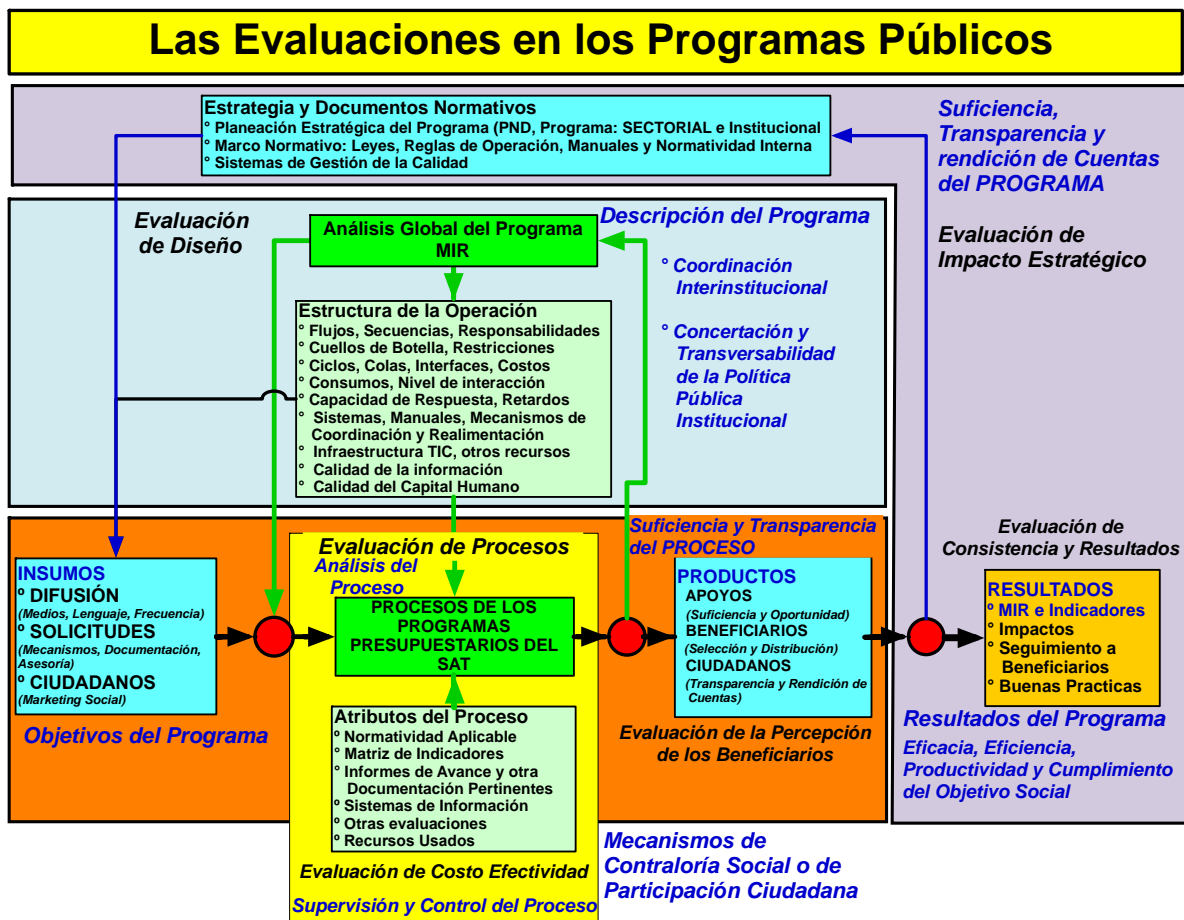 Las Evaluaciones en los Programas Públicos
Estrategia y Documentos Normativos
° Planeación Estratégica del Programa (PND, Programa: SECTORIAL e Institucional
° Marco Normativo: Leyes, Reglas de Operación, Manuales y Normatividad Interna
° Sistemas de Gestión de la Calidad
Suficiencia,
Transparencia y
rendición de Cuentas
del PROGRAMA
Evaluación de
Impacto Estratégico
Evaluación
de Diseño
Análisis Global del Programa
MIR
Descripción del Programa
° Coordinación
Interinstitucional
° Concertación y
Transversabilidad
de la Política
Pública
Institucional
Estructura de la Operación
° Flujos, Secuencias, Responsabilidades
° Cuellos de Botella, Restricciones
° Ciclos, Colas, Interfaces, Costos
° Consumos, Nivel de interacción
° Capacidad de Respuesta, Retardos
° Sistemas, Manuales, Mecanismos de
Coordinación y Realimentación
° Infraestructura TIC, otros recursos
° Calidad de la información
° Calidad del Capital Humano
INSUMOS
º DIFUSIÓN
(Medios, Lenguaje, Frecuencia)
º SOLICITUDES
(Mecanismos, Documentación,
Asesoría)
º CIUDADANOS
(Marketing Social)
Objetivos del Programa
Evaluación de Procesos
Análisis del
Proceso
PROCESOS DE LOS
PROGRAMAS
PRESUPUESTARIOS DEL
SAT
Atributos del Proceso
º Normatividad Aplicable
° Matriz de Indicadores
° Informes de Avance y otra
Documentación Pertinentes
º Sistemas de Información
º Otras evaluaciones
º Recursos Usados
Evaluación de Costo Efectividad
Supervisión y Control del Proceso
Suficiencia y Transparencia
del PROCESO
PRODUCTOS
APOYOS
(Suficiencia y Oportunidad)
BENEFICIARIOS
(Selección y Distribución)
CIUDADANOS
(Transparencia y Rendición de
Cuentas)
Evaluación de la Percepción
de los Beneficiarios
Mecanismos de
Contraloría Social o de
Participación Ciudadana
Evaluación de
Consistencia y Resultados
RESULTADOS
º MIR e Indicadores
° Impactos
° Seguimiento a
Beneficiarios
° Buenas Practicas
Resultados del Programa
Eficacia, Eficiencia,
Productividad y Cumplimiento
del Objetivo Social